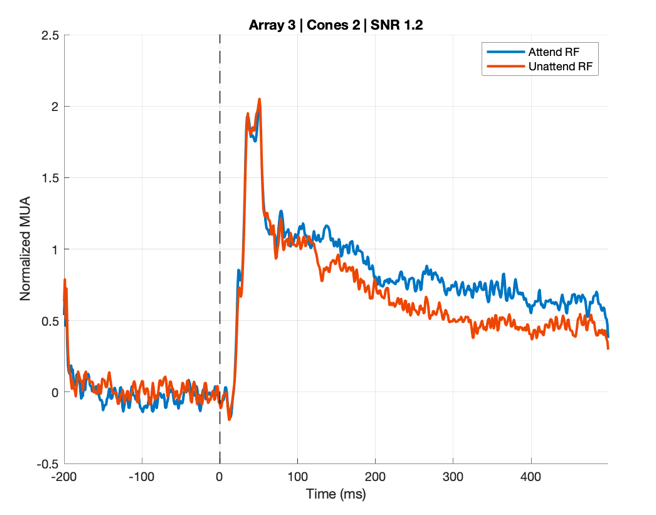 Array 3 | Cones 2 | SNR 1.2
Attend RF
Unattend RF
Normalized MUA
2.5
2
1.5
1
0.5
0
-0.5
-200
-100
0
100
200
300
400
Time (ms)